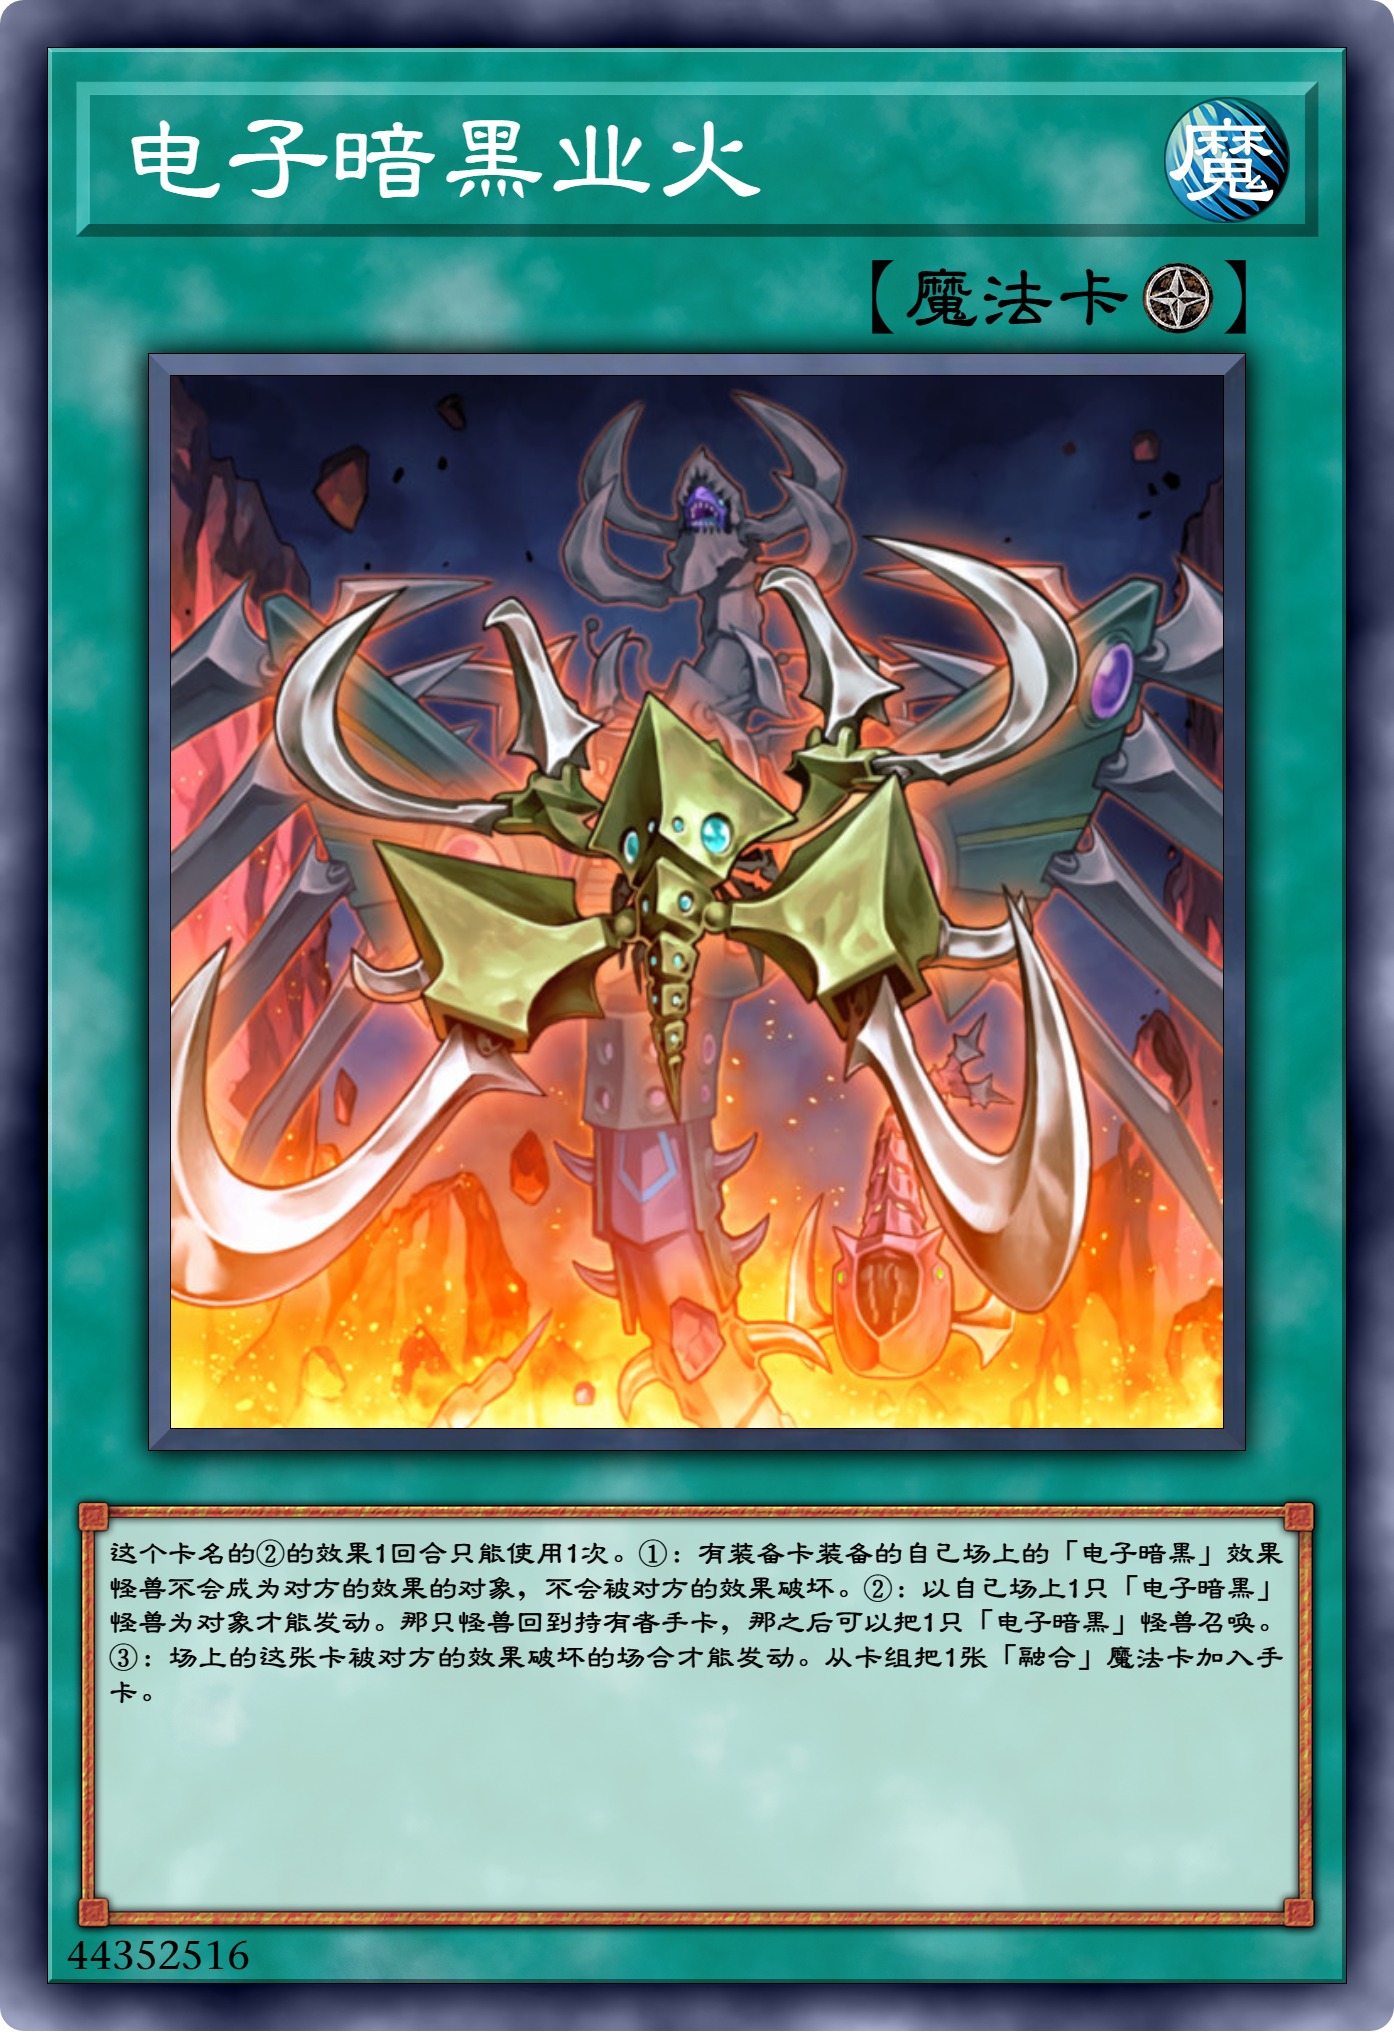 电子暗黑业火
魔
【魔法卡】
这个卡名的②的效果1回合只能使用1次。①：有装备卡装备的自己场上的「电子暗黑」效果
怪兽不会成为对方的效果的对象，不会被对方的效果破坏。②：以自己场上1只「电子暗黑」
怪兽为对象才能发动。那只怪兽回到持有者手卡，那之后可以把1只「电子暗黑」怪兽召唤。
③：场上的这张卡被对方的效果破坏的场合才能发动。从卡组把1张「融合」魔法卡加入手
卡。
44352516